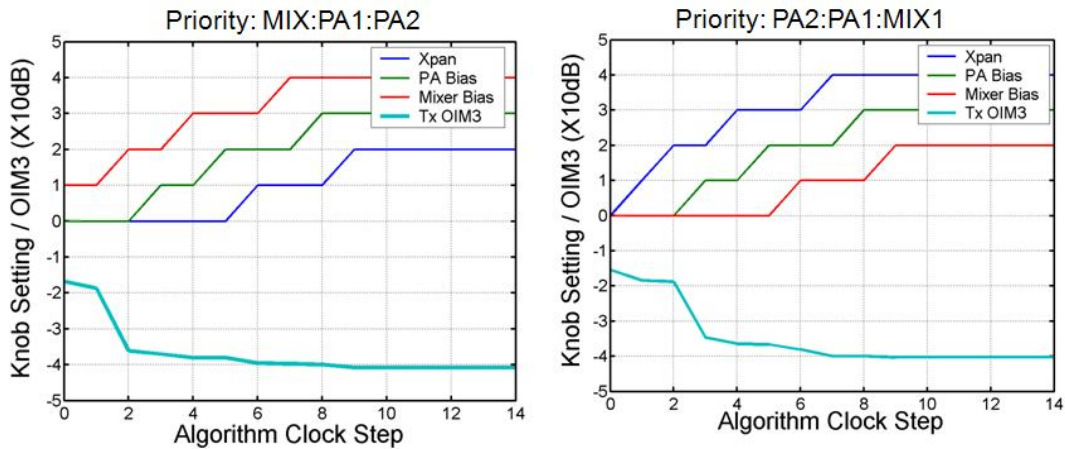 Priority: MIX:PA1:PA2
Knob Setting / OIM3 (X10dB)
5
4
3
2
1
0
-1
-2
-3
-4
-5
Xpan
PA Bias
Mixer Bias
Tx OIM3
0 2 4 6 8 10 12 14
Algorithm Clock Step
Priority: PA2:PA1:MIX1
Knob Setting / OIM3 (X10dB)
5
4
3
2
1
0
-1
-2
-3
-4
-5
Xpan
PA Bias
Mixer Bias
Tx OIM3
0 2 4 6 8 10 12 14
Algorithm Clock Step